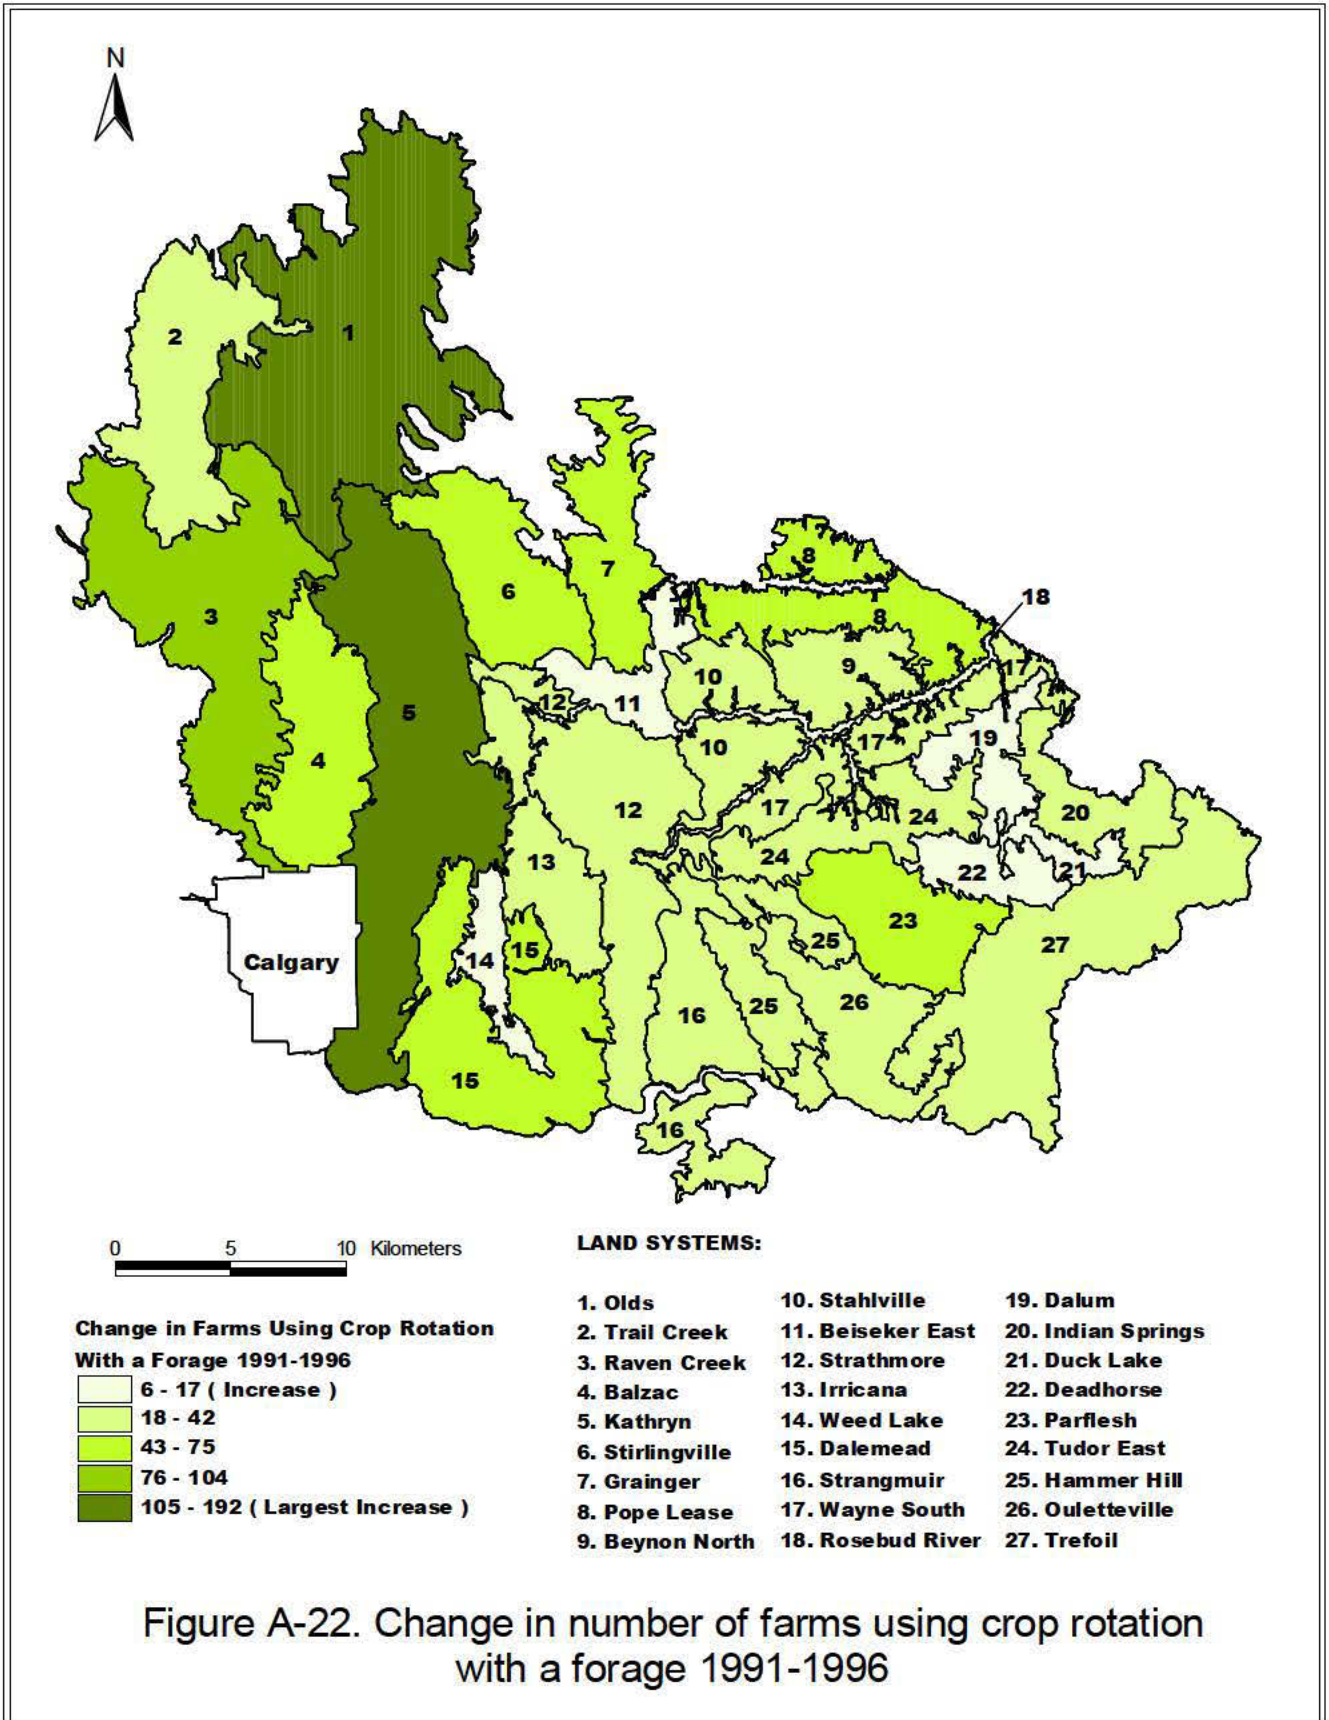 N
1
2
3
4
5
6
7
8
8
18
9
10
17
11
12
10
17
19
12
17
24
20
13
24
22
21
23
25
27
14
15
26
25
16
15
16
Calgary
0 5 10 Kilometers
Change in Farms Using Crop Rotation
With a Forage 1991-1996
6 - 17 ( Increase )
18 - 42
43 - 75
76 - 104
105 - 192 ( Largest Increase )
LAND SYSTEMS:
1. Olds
2. Trail Creek
3. Raven Creek
4. Balzac
5. Kathryn
6. Stirlingville
7. Grainger
8. Pope Lease
9. Beynon North
10. Stahlville
11. Beiseker East
12. Strathmore
13. Irricana
14. Weed Lake
15. Dalemead
16. Strangmuir
17. Wayne South
18. Rosebud River
19. Dalum
20. Indian Springs
21. Duck Lake
22. Deadhorse
23. Parflesh
24. Tudor East
25. Hammer Hill
26. Ouletteville
27. Trefoil
Figure A-22. Change in number of farms using crop rotation
with a forage 1991-1996